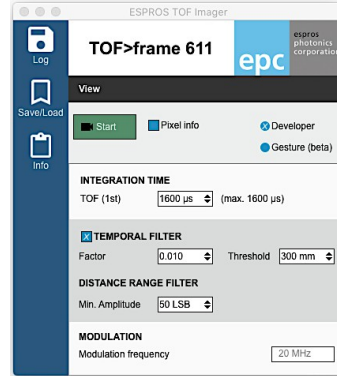 ESPROS TOF Imager
Log
Save/Load
Info
TOF>frame 611
epc
espros
photonics
corporation
View
Start
Pixel info
Developer
Gesture (beta)
INTEGRATION TIME
TOF (1st) 1600 µs (max. 1600 µs)
X TEMPORAL FILTER
Factor 0.010 Threshold 300 mm
DISTANCE RANGE FILTER
Min. Amplitude 50 LSB
MODULATION
Modulation frequency 20 MHz